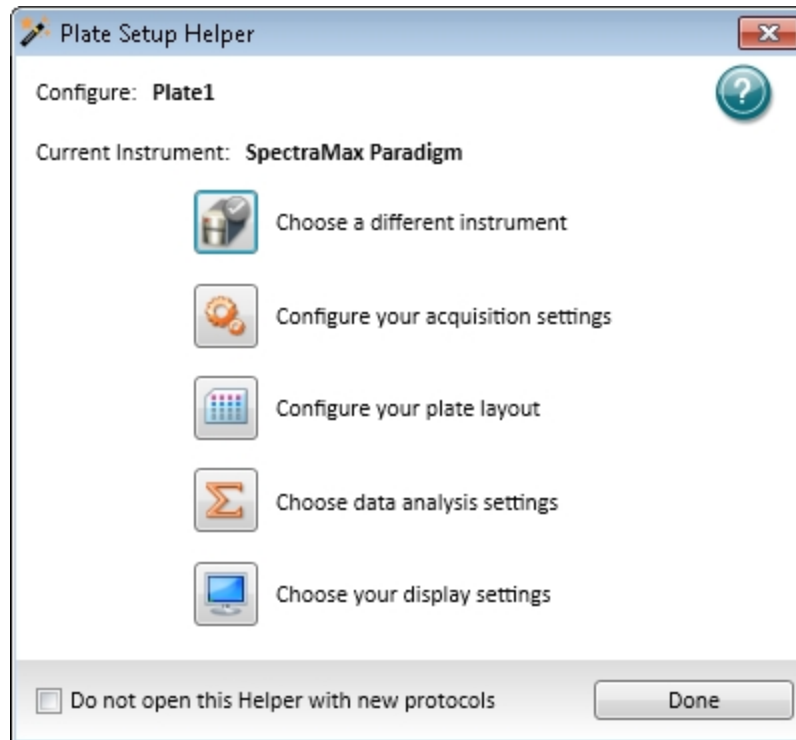 Plate Setup Helper
Configure: Plate1
?
Current Instrument: SpectraMax Paradigm
Choose a different instrument
Configure your acquisition settings
Configure your plate layout
Σ
Choose data analysis settings
Choose your display settings
Do not open this Helper with new protocols
Done